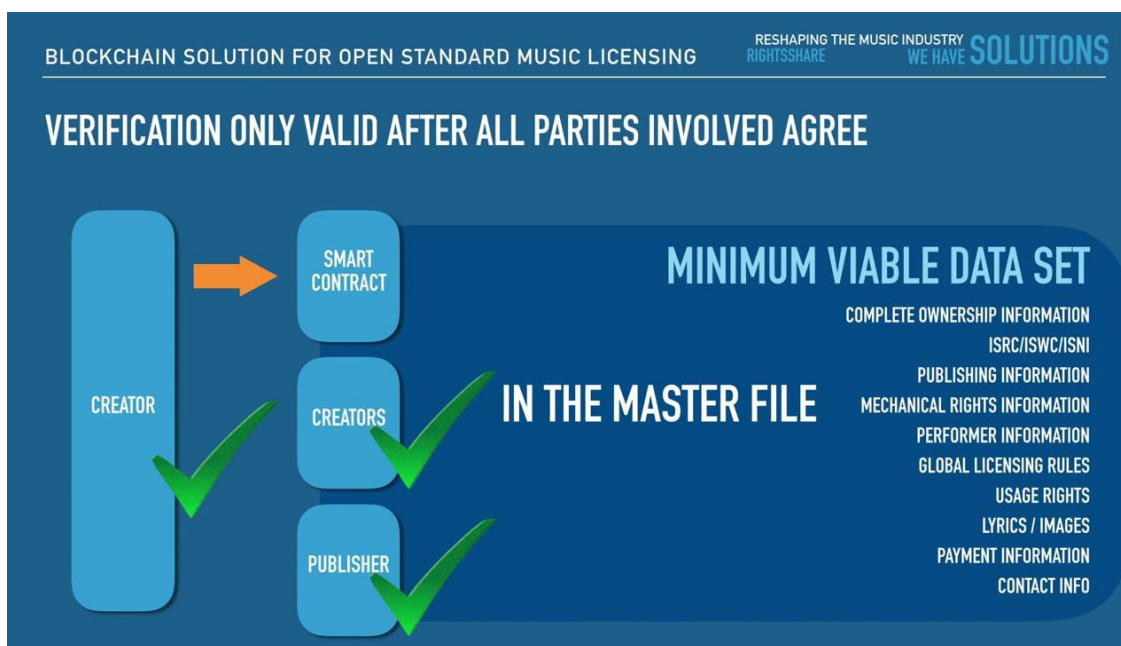 BLOCKCHAIN SOLUTION FOR OPEN STANDARD MUSIC LICENSING
RESHAPING THE MUSIC INDUSTRY
RIGHTSSHARE
WE HAVE SOLUTIONS
VERIFICATION ONLY VALID AFTER ALL PARTIES INVOLVED AGREE
CREATOR
SMART
CONTRACT
CREATORS
PUBLISHER
IN THE MASTER FILE
MINIMUM VIABLE DATA SET
COMPLETE OWNERSHIP INFORMATION
ISRC/ISWC/ISNI
PUBLISHING INFORMATION
MECHANICAL RIGHTS INFORMATION
PERFORMER INFORMATION
GLOBAL LICENSING RULES
USAGE RIGHTS
LYRICS / IMAGES
PAYMENT INFORMATION
CONTACT INFO